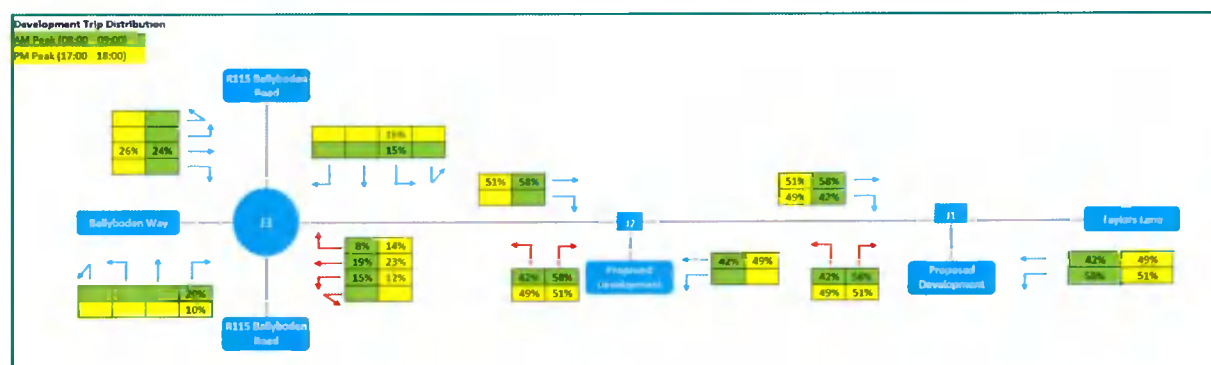 Development Trip Distribution
AM Peak (08:00 - 09:00)
PM Peak (17:00 - 18:00)
R115 Ballyboden
Road
26% 24%
15%
51% 58%
51% 58%
49% 42%
Ballyboden Way
J3
J2
J1
Taylors Lane
8% 14%
19% 23%
15% 12%
42% 58%
49% 51%
Proposed
Development
42% 49%
42% 58%
49% 51%
Proposed
Development
42% 49%
58% 51%
20%
10%
R115 Ballyboden
Road